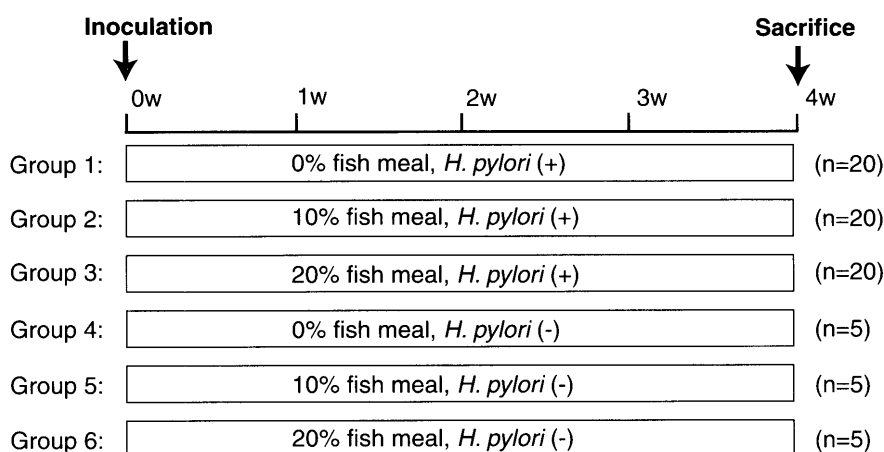 Inoculation Sacrifice
0w 1w 2w 3w 4w
Group 1: 0% fish meal, H. pylori (+) (n=20)
Group 2: 10% fish meal, H. pylori (+) (n=20)
Group 3: 20% fish meal, H. pylori (+) (n=20)
Group 4: 0% fish meal, H. pylori (-) (n=5)
Group 5: 10% fish meal, H. pylori (-) (n=5)
Group 6: 20% fish meal, H. pylori (-) (n=5)